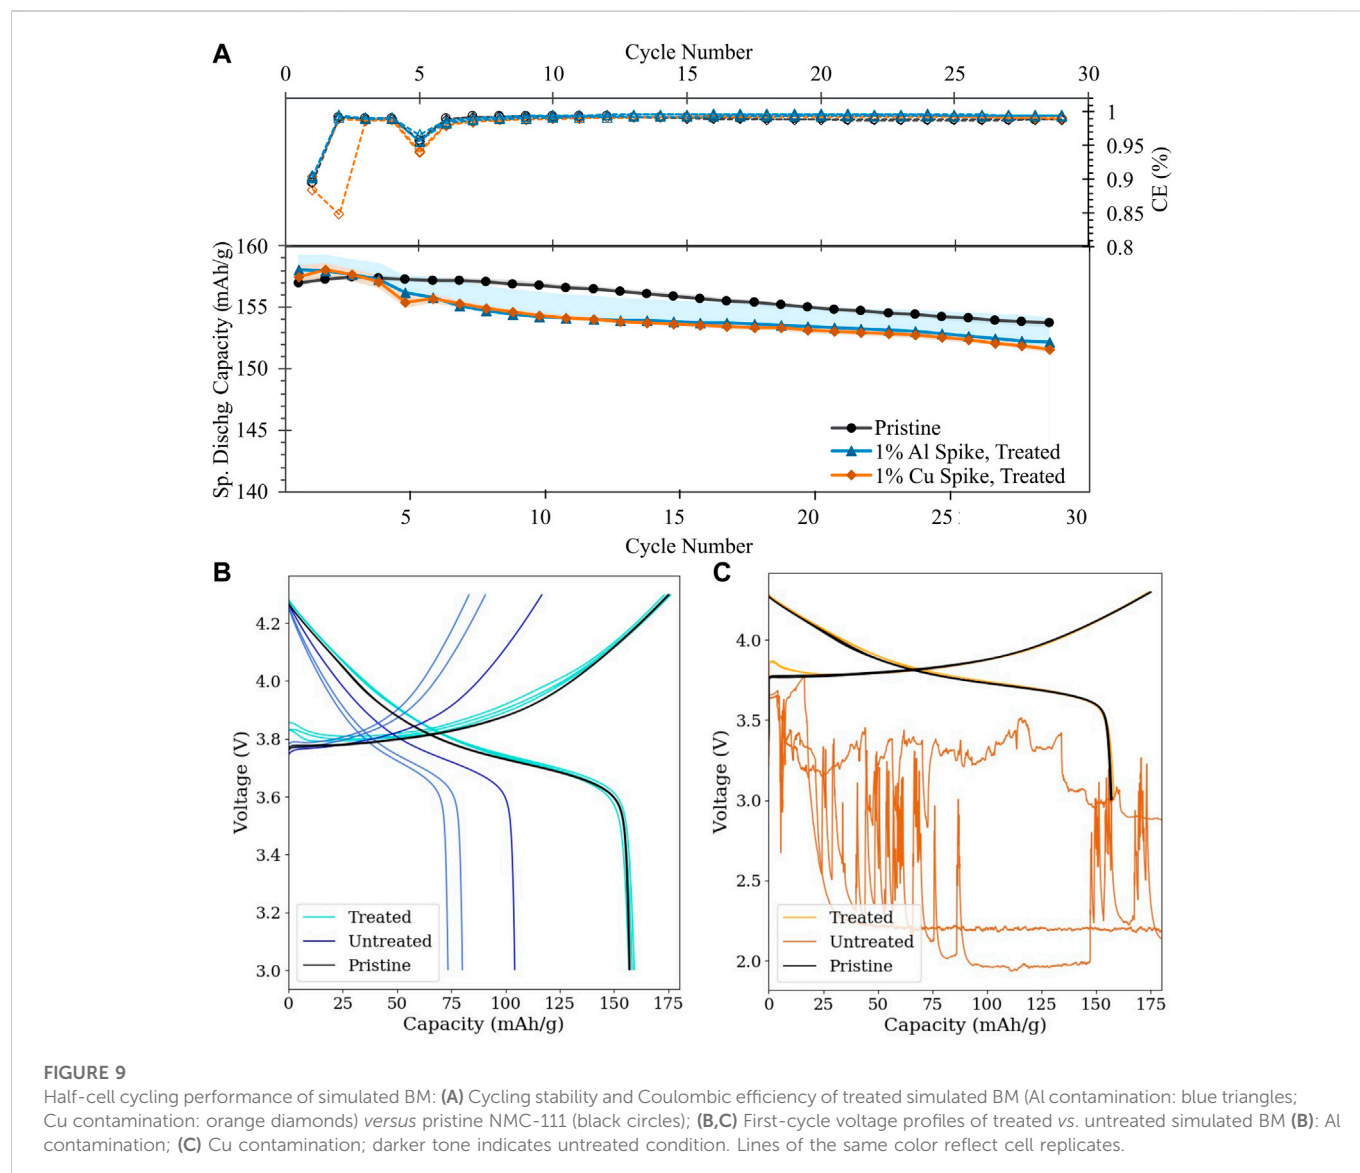 A
Cycle Number
0 5 10 15 20 25 30
1
0.95
0.9
0.85
0.8
CE (%)
160
155
150
145
140
Sp. Dischg. Capacity (mAh/g)
Pristine
1% Al Spike, Treated
1% Cu Spike, Treated
5 10 15 20 25 30
Cycle Number
B
4.2
4.0
3.8
3.6
3.4
3.2
3.0
Voltage (V)
Treated
Untreated
Pristine
0 25 50 75 100 125 150 175
Capacity (mAh/g)
C
4.0
3.5
3.0
2.5
2.0
Voltage (V)
Treated
Untreated
Pristine
0 25 50 75 100 125 150 175
Capacity (mAh/g)
FIGURE 9
Half-cell cycling performance of simulated BM: (A) Cycling stability and Coulombic efficiency of treated simulated BM (Al contamination: blue triangles;
Cu contamination: orange diamonds) versus pristine NMC-111 (black circles); (B,C) First-cycle voltage profiles of treated vs. untreated simulated BM (B): Al
contamination; (C) Cu contamination; darker tone indicates untreated condition. Lines of the same color reflect cell replicates.